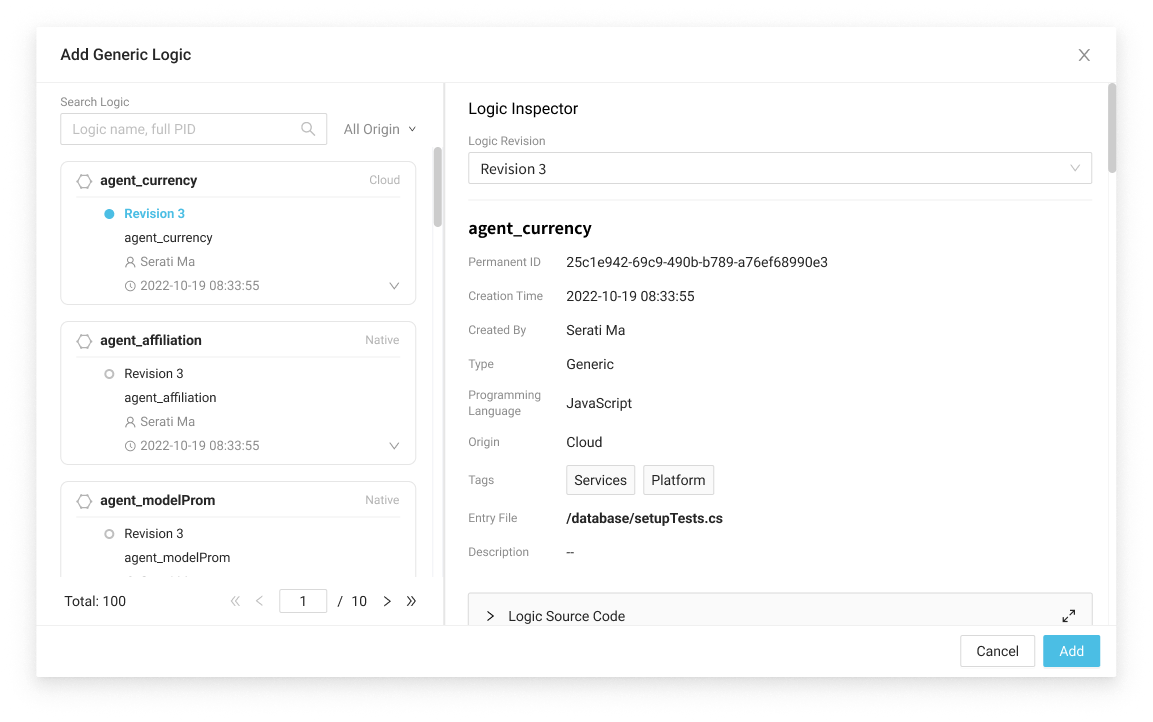 Add Generic Logic
Search Logic
Logic name, full PID
All Origin
agent_currency
Cloud
Revision 3
agent_currency
Serati Ma
2022-10-19 08:33:55
agent_affiliation
Native
Revision 3
agent_affiliation
Serati Ma
2022-10-19 08:33:55
agent_modelProm
Native
Revision 3
agent_modelProm
Total: 100
1 / 10
Logic Inspector
Logic Revision
Revision 3
agent_currency
Permanent ID
25c1e942-69c9-490b-b789-a76ef68990e3
Creation Time
2022-10-19 08:33:55
Created By
Serati Ma
Type
Generic
Programming
Language
JavaScript
Origin
Cloud
Tags
Services
Platform
Entry File
/database/setupTests.cs
Description
--
Logic Source Code
Cancel
Add